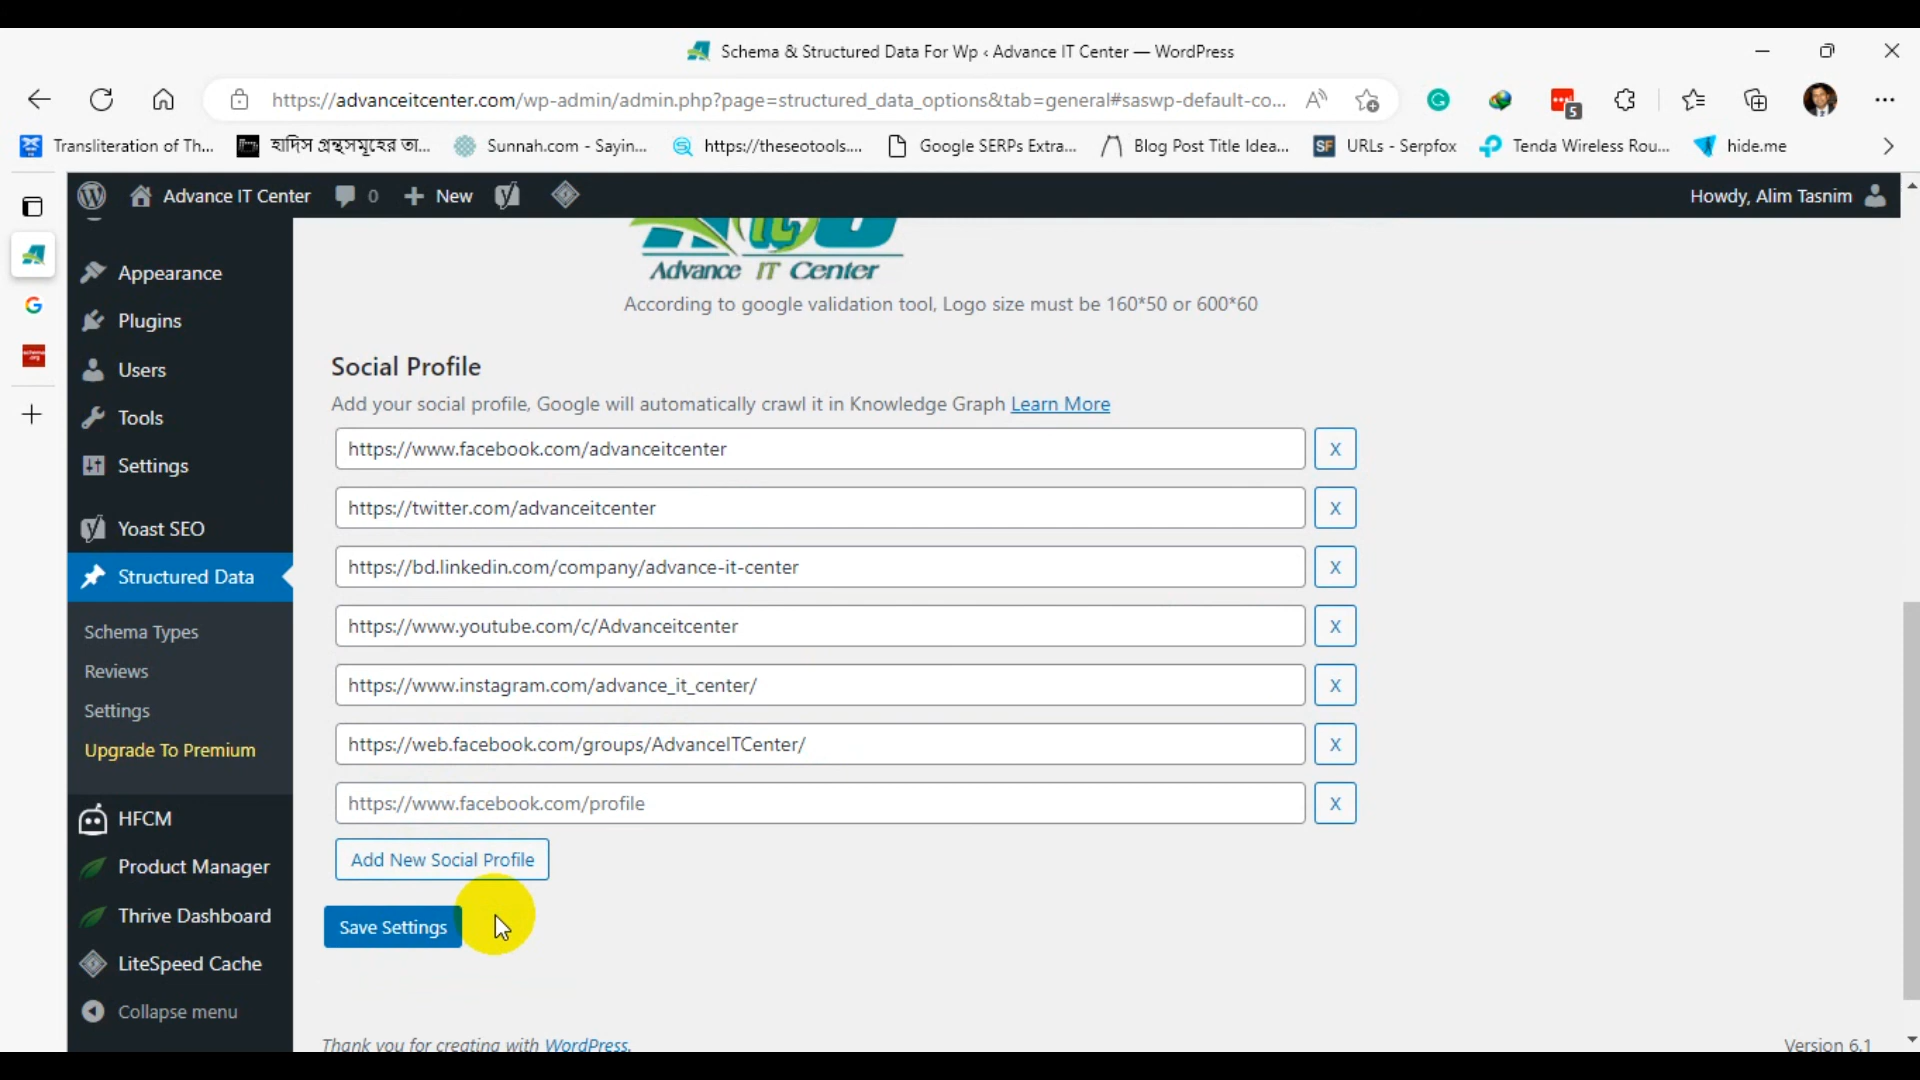 Schema & Structured Data For Wp ‹ Advance IT Center — WordPress
https://advanceitcenter.com/wp-admin/admin.php?page=structured_data_options&tab=general#saswp-default-co...
5
Transliteration of Th...
হাদিস গ্রন্থসমূহের তা...
Sunnah.com - Sayin...
https://theseotools....
Google SERPs Extra...
Blog Post Title Idea...
SF
URLs - Serpfox
Tenda Wireless Rou...
hide.me
Advance IT Center
0
New
Howdy, Alim Tasnim
Appearance
Plugins
Users
Tools
Settings
Yoast SEO
Structured Data
Schema Types
Reviews
Settings
Upgrade To Premium
HFCM
Product Manager
Thrive Dashboard
LiteSpeed Cache
Collapse menu
Advance IT Center
According to google validation tool, Logo size must be 160*50 or 600*60
Social Profile
Add your social profile, Google will automatically crawl it in Knowledge Graph Learn More
https://www.facebook.com/advanceitcenter X
https://twitter.com/advanceitcenter X
https://bd.linkedin.com/company/advance-it-center X
https://www.youtube.com/c/Advanceitcenter X
https://www.instagram.com/advance_it_center/ X
https://web.facebook.com/groups/AdvanceITCenter/ X
https://www.facebook.com/profile X
Add New Social Profile
Save Settings
Thank you for creating with WordPress.
Version 6.1